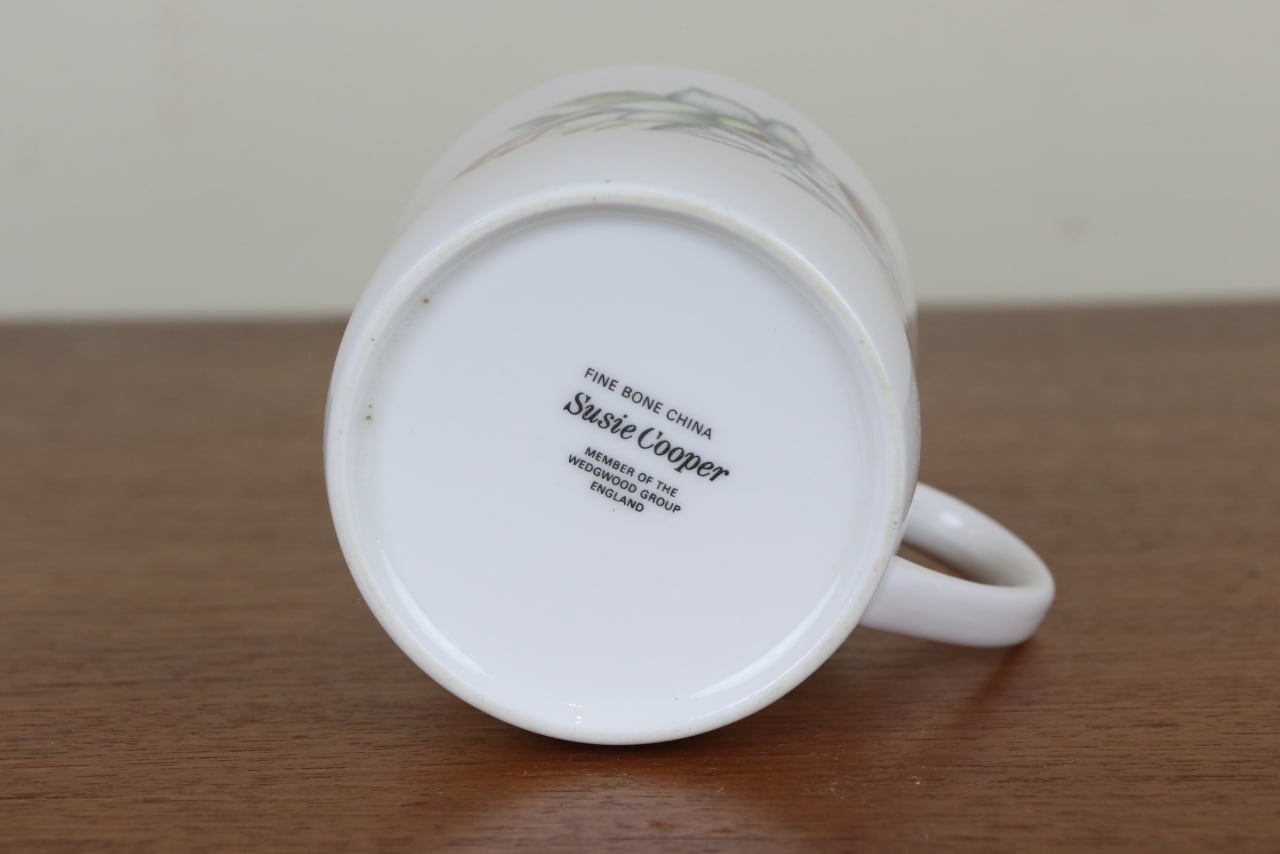 FINE BONE CHINA
Susie Cooper
MEMBER OF THE
WEDGWOOD GROUP
ENGLAND